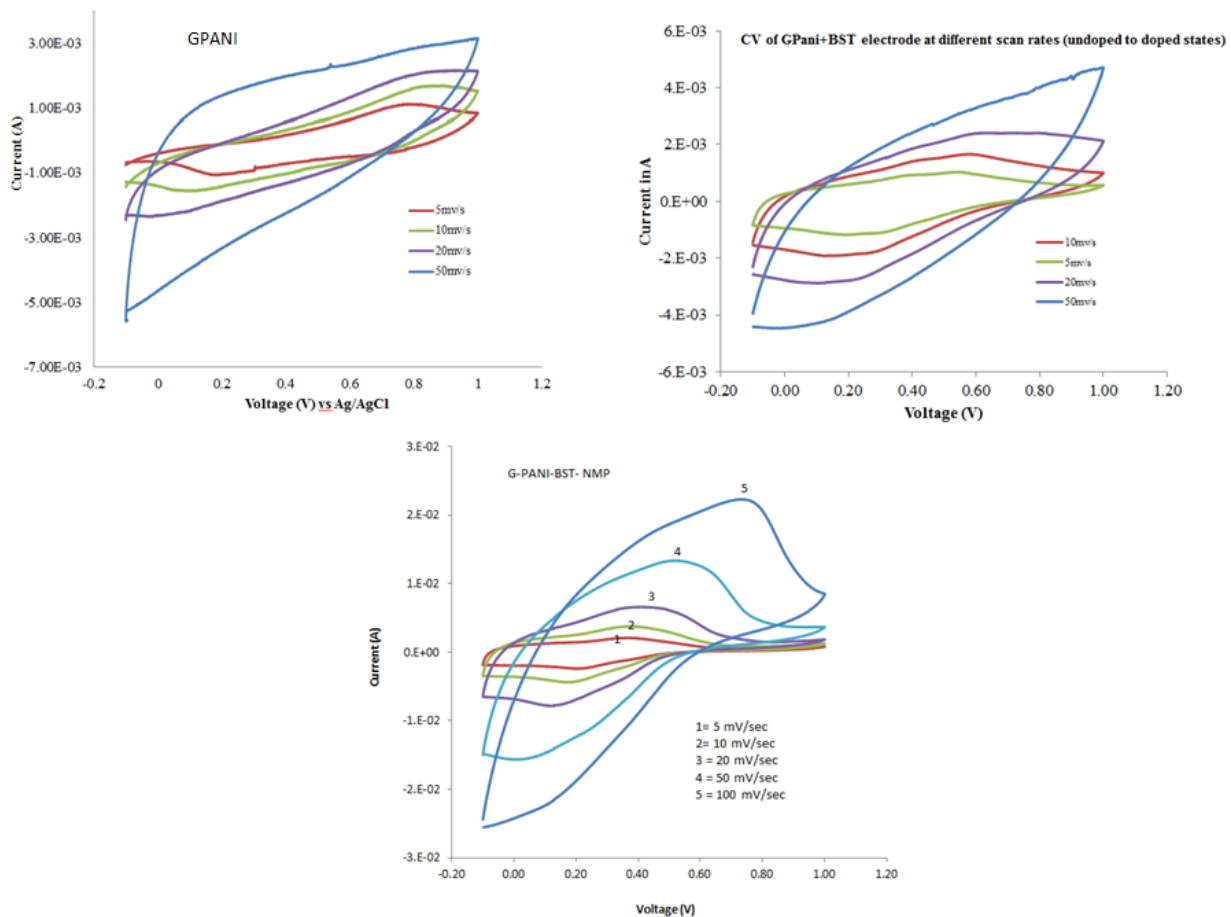 GPANI
3.00E-03
1.00E-03
-1.00E-03
-3.00E-03
-5.00E-03
-7.00E-03
Current (A)
5mv/s
10mv/s
20mv/s
50mv/s
-0.2 0 0.2 0.4 0.6 0.8 1 1.2
Voltage (V) vs Ag/AgCl
CV of GPani+BST electrode at different scan rates (undoped to doped states)
6.E-03
4.E-03
2.E-03
0.E+00
-2.E-03
-4.E-03
-6.E-03
Current in A
10mv/s
5mv/s
20mv/s
50mv/s
-0.20 0.00 0.20 0.40 0.60 0.80 1.00 1.20
Voltage (V)
G-PANI-BST- NMP
3.E-02
2.E-02
1.E-02
0.E+00
-1.E-02
-2.E-02
-3.E-02
Current (A)
5
4
3
2
1
1= 5 mV/sec
2= 10 mV/sec
3 = 20 mV/sec
4 = 50 mV/sec
5 = 100 mV/sec
-0.20 0.00 0.20 0.40 0.60 0.80 1.00 1.20
Voltage (V)